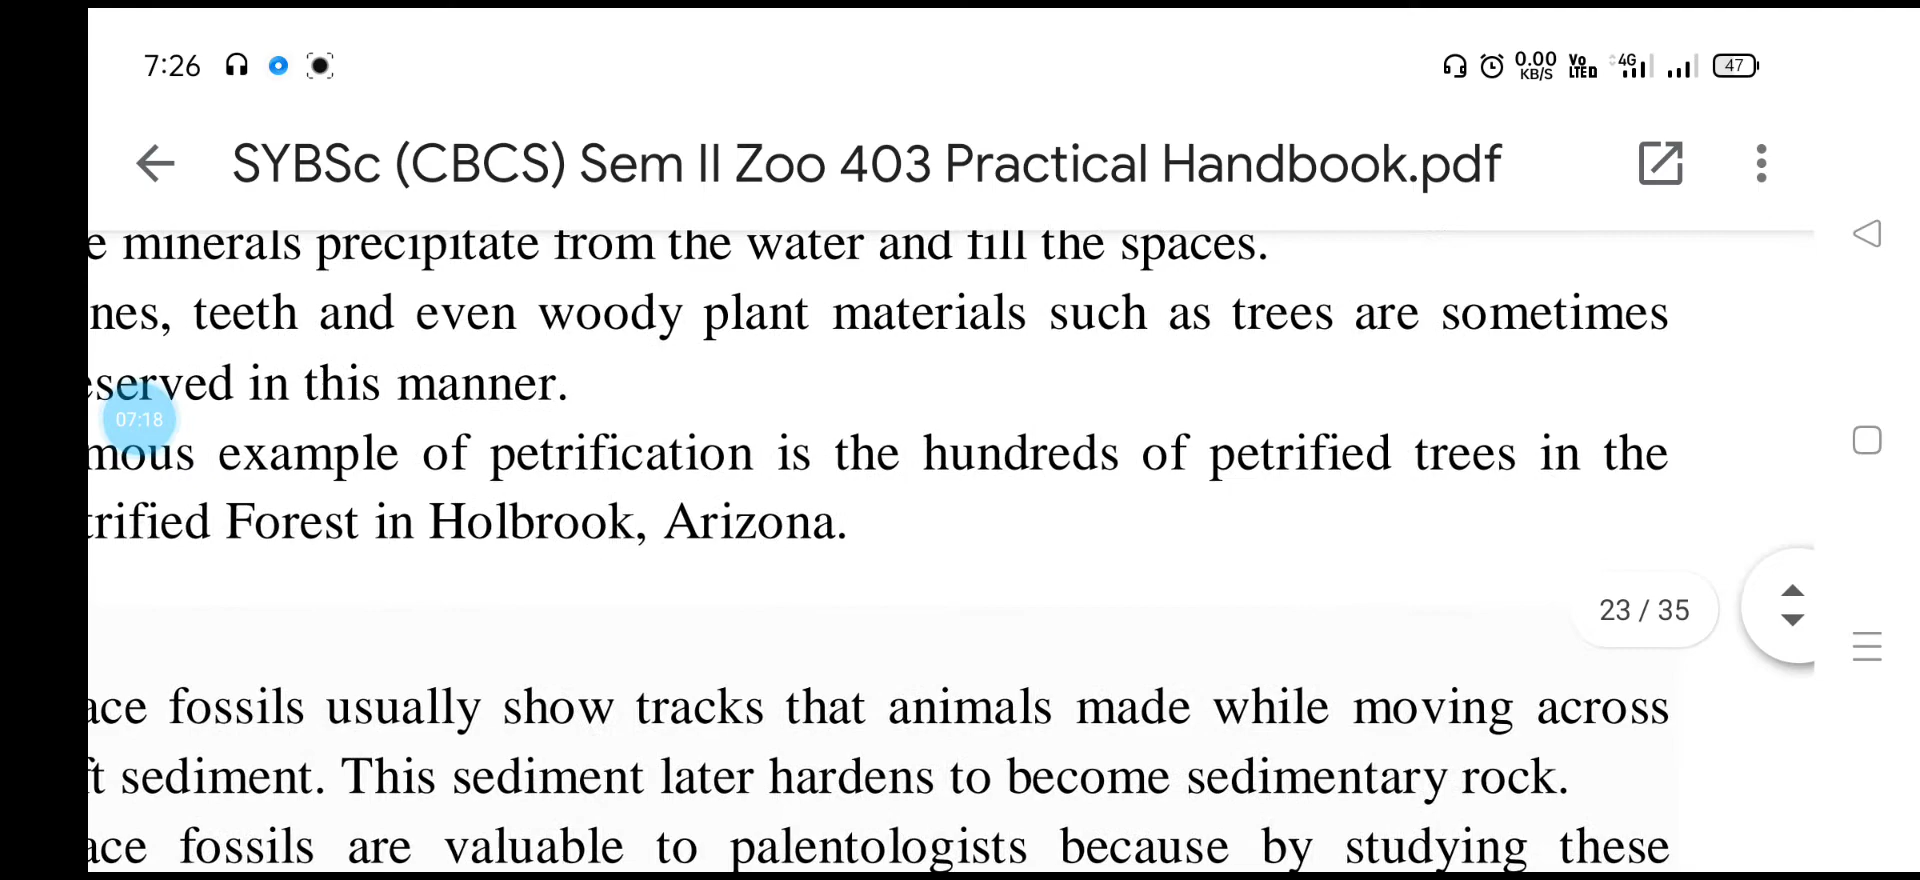 7:26 0.00 KB/S Vo LTE 4G 47
SYBSc (CBCS) Sem II Zoo 403 Practical Handbook.pdf
e minerals precipitate from the water and fill the spaces.
nes, teeth and even woody plant materials such as trees are sometimes
served in this manner.
07:18
mous example of petrification is the hundreds of petrified trees in the
trified Forest in Holbrook, Arizona.
23 / 35
ace fossils usually show tracks that animals made while moving across
ft sediment. This sediment later hardens to become sedimentary rock.
ace fossils are valuable to palentologists because by studying these